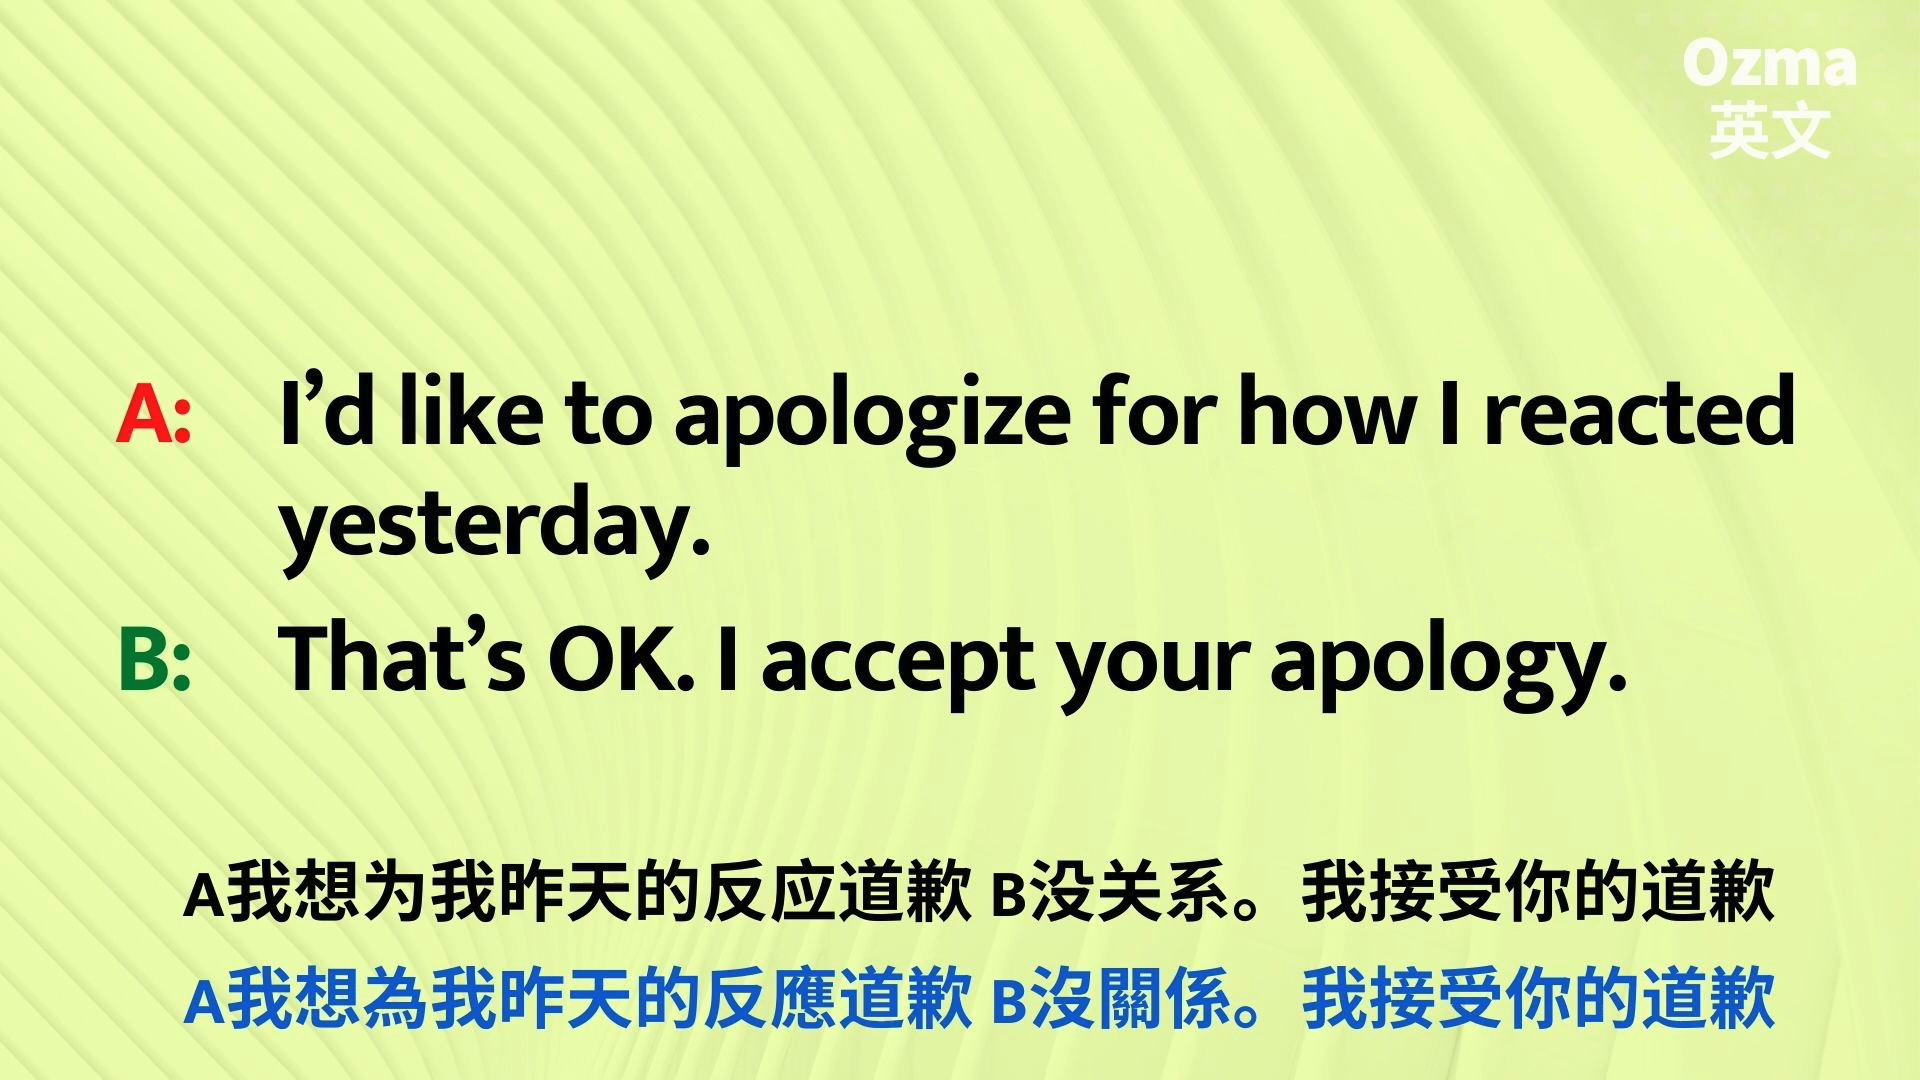 Ozma
英文
A: I’d like to apologize for how I reacted
yesterday.
B: That’s OK. I accept your apology.
A我想为我昨天的反应道歉 B没关系。我接受你的道歉
A我想為我昨天的反應道歉 B沒關係。我接受你的道歉